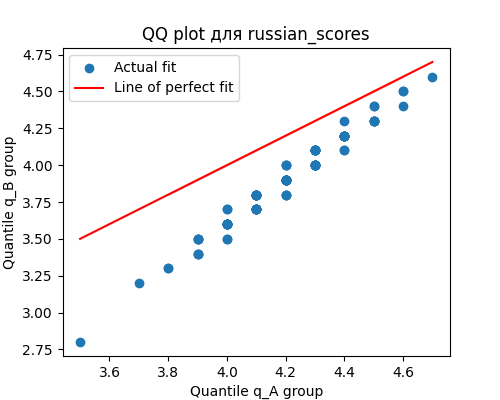 QQ plot для russian_scores
Actual fit
Line of perfect fit
Quantile q_B group
4.75
4.50
4.25
4.00
3.75
3.50
3.25
3.00
2.75
3.6 3.8 4.0 4.2 4.4 4.6
Quantile q_A group